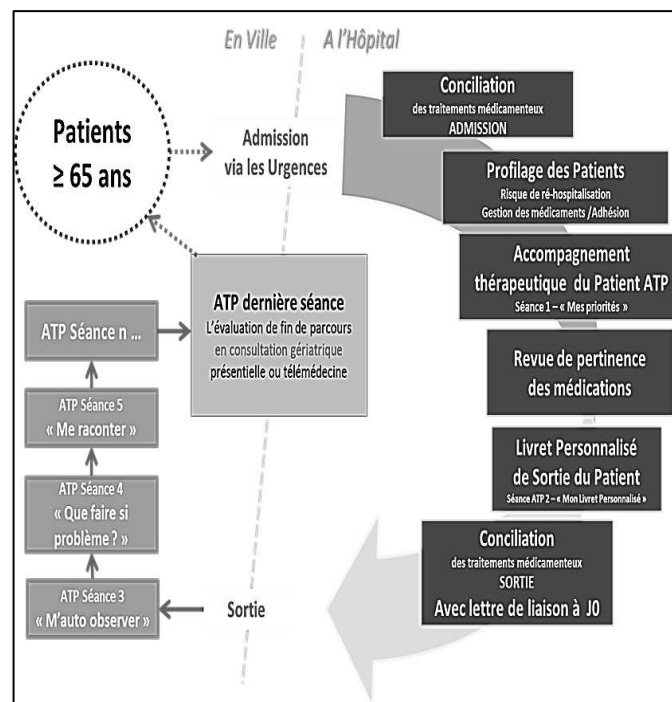 En Ville
A l'Hôpital
Patients
≥ 65 ans
Admission
via les Urgences
Conciliation
des traitements médicamenteux
ADMISSION
Profilage des Patients
Risque de ré-hospitalisation
Gestion des médicaments /Adhésion
Accompagnement
thérapeutique du Patient ATP
Séance 1 – « Mes priorités »
Revue de pertinence
des médications
Livret Personnalisé
de Sortie du Patient
Séance ATP 2 – « Mon Livret Personnalisé »
Conciliation
des traitements médicamenteux
SORTIE
Avec lettre de liaison à J0
Sortie
ATP Séance 3
« M'auto observer »
ATP Séance 4
« Que faire si
problème ? »
ATP Séance 5
« Me raconter »
ATP Séance n ...
ATP dernière séance
L'évaluation de fin de parcours
en consultation gériatrique
présentielle ou télémédecine